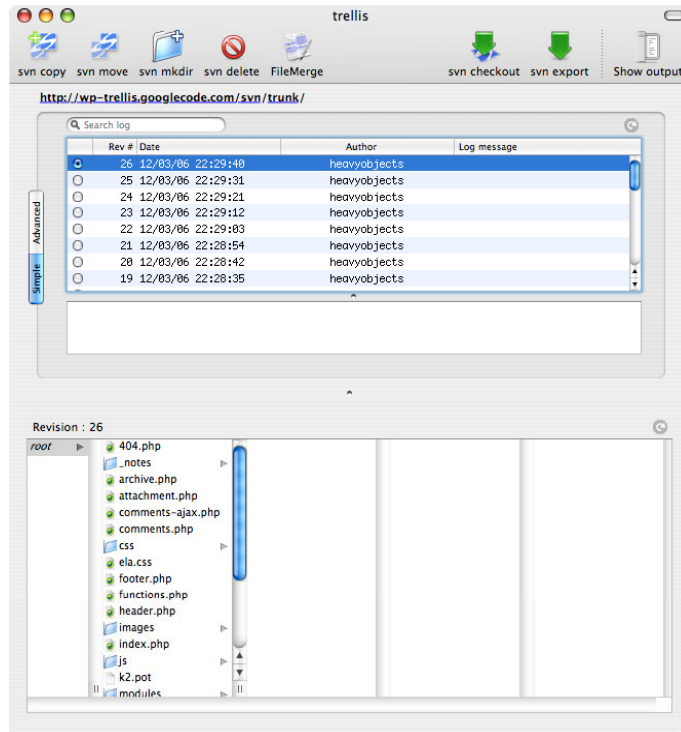 trellis
svn copy svn move svn mkdir svn delete FileMerge svn checkout svn export Show output
http://wp-trellis.googlecode.com/svn/trunk/
Search log
Rev # Date Author Log message
26 12/03/06 22:29:40 heavyobjects
25 12/03/06 22:29:31 heavyobjects
24 12/03/06 22:29:21 heavyobjects
23 12/03/06 22:29:12 heavyobjects
22 12/03/06 22:29:03 heavyobjects
21 12/03/06 22:28:54 heavyobjects
20 12/03/06 22:28:42 heavyobjects
19 12/03/06 22:28:35 heavyobjects
Advanced
Simple
Revision : 26
root
404.php
_notes
archive.php
attachment.php
comments-ajax.php
comments.php
css
ela.css
footer.php
functions.php
header.php
images
index.php
js
k2.pot
modules